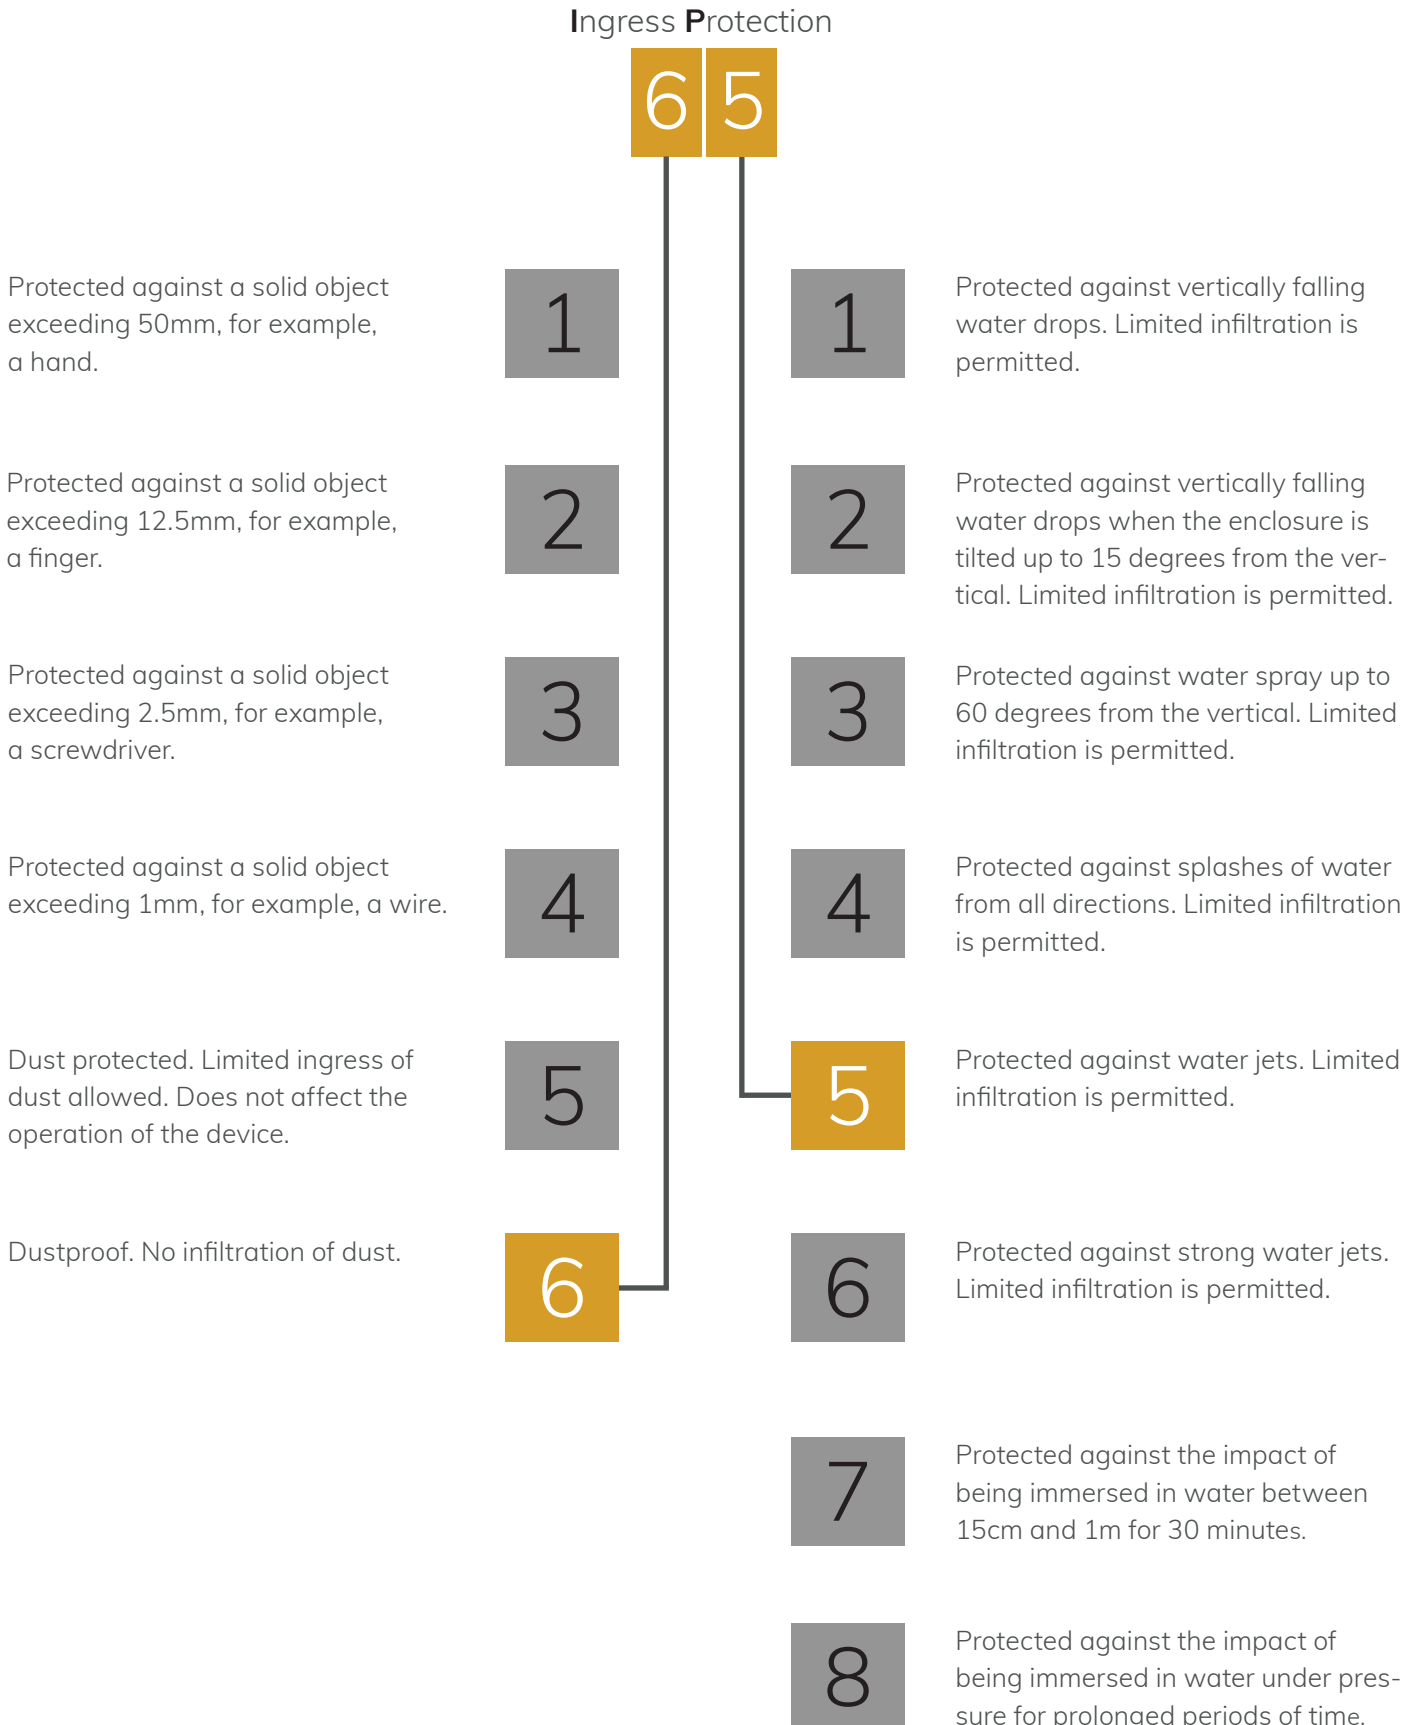 Ingress Protection
6 5
Protected against a solid object
exceeding 50mm, for example,
a hand.
1
1
Protected against vertically falling
water drops. Limited infiltration is
permitted.
Protected against a solid object
exceeding 12.5mm, for example,
a finger.
2
2
Protected against vertically falling
water drops when the enclosure is
tilted up to 15 degrees from the ver-
tical. Limited infiltration is permitted.
Protected against a solid object
exceeding 2.5mm, for example,
a screwdriver.
3
3
Protected against water spray up to
60 degrees from the vertical. Limited
infiltration is permitted.
Protected against a solid object
exceeding 1mm, for example, a wire.
4
4
Protected against splashes of water
from all directions. Limited infiltration
is permitted.
Dust protected. Limited ingress of
dust allowed. Does not affect the
operation of the device.
5
5
Protected against water jets. Limited
infiltration is permitted.
Dustproof. No infiltration of dust.
6
6
Protected against strong water jets.
Limited infiltration is permitted.
7
Protected against the impact of
being immersed in water between
15cm and 1m for 30 minutes.
8
Protected against the impact of
being immersed in water under pres-
sure for prolonged periods of time.